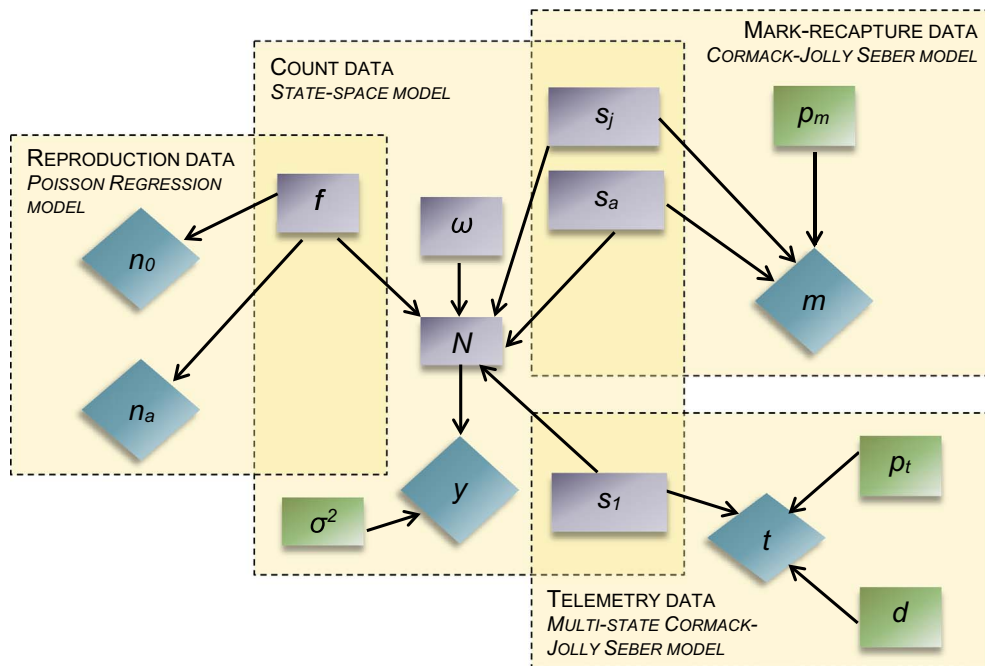 MARK-RECAPTURE DATA
CORMACK-JOLLY SEBER MODEL
COUNT DATA
STATE-SPACE MODEL
REPRODUCTION DATA
POISSON REGRESSION
MODEL
sj
pm
sa
f
ω
n0
m
N
na
y
s1
pt
σ2
t
d
TELEMETRY DATA
MULTI-STATE CORMACK-
JOLLY SEBER MODEL